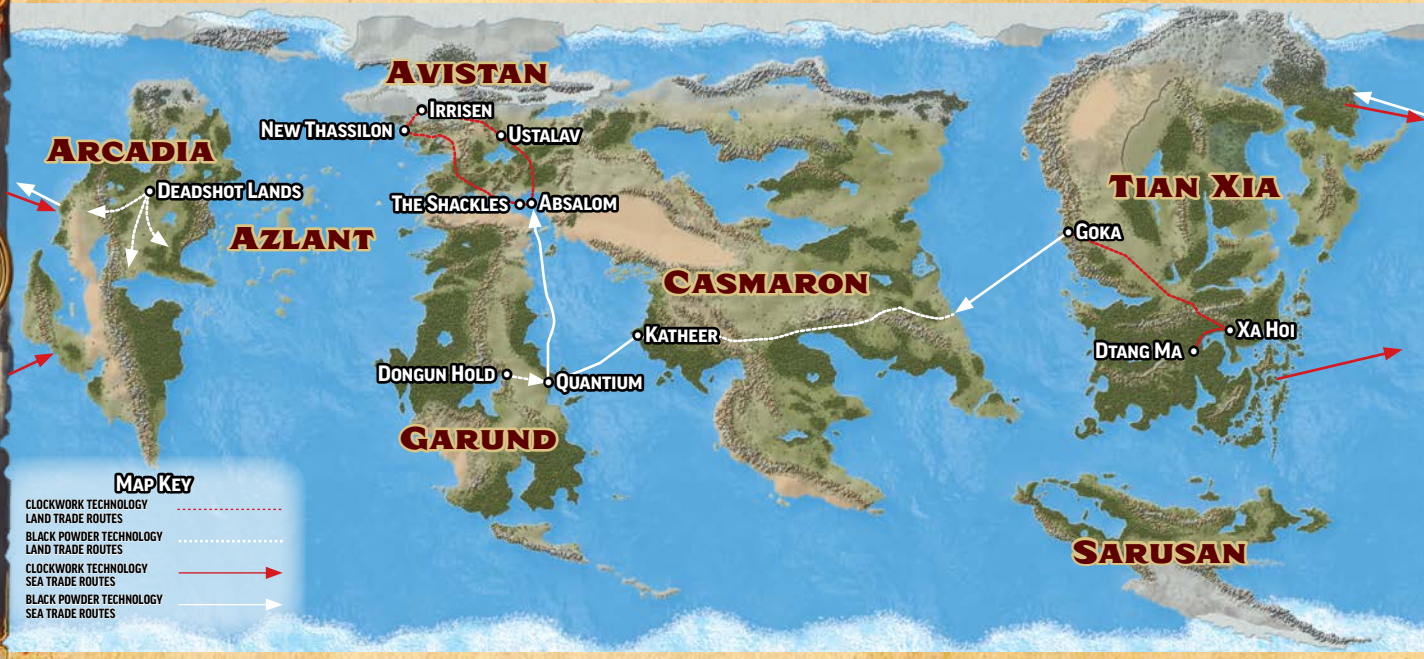 AVISTAN
IRRISEN
NEW THASSILON
USTALAV
ARCADIA
DEADSHOT LANDS
THE SHACKLES
ABSALOM
AZLANT
TIAN XIA
GOKA
CASMARON
KATHEER
XA HOI
DTANG MA
DONGUN HOLD
QUANTIUM
GARUND
SARUSAN
MAP KEY
CLOCKWORK TECHNOLOGY
LAND TRADE ROUTES
BLACK POWDER TECHNOLOGY
LAND TRADE ROUTES
CLOCKWORK TECHNOLOGY
SEA TRADE ROUTES
BLACK POWDER TECHNOLOGY
SEA TRADE ROUTES